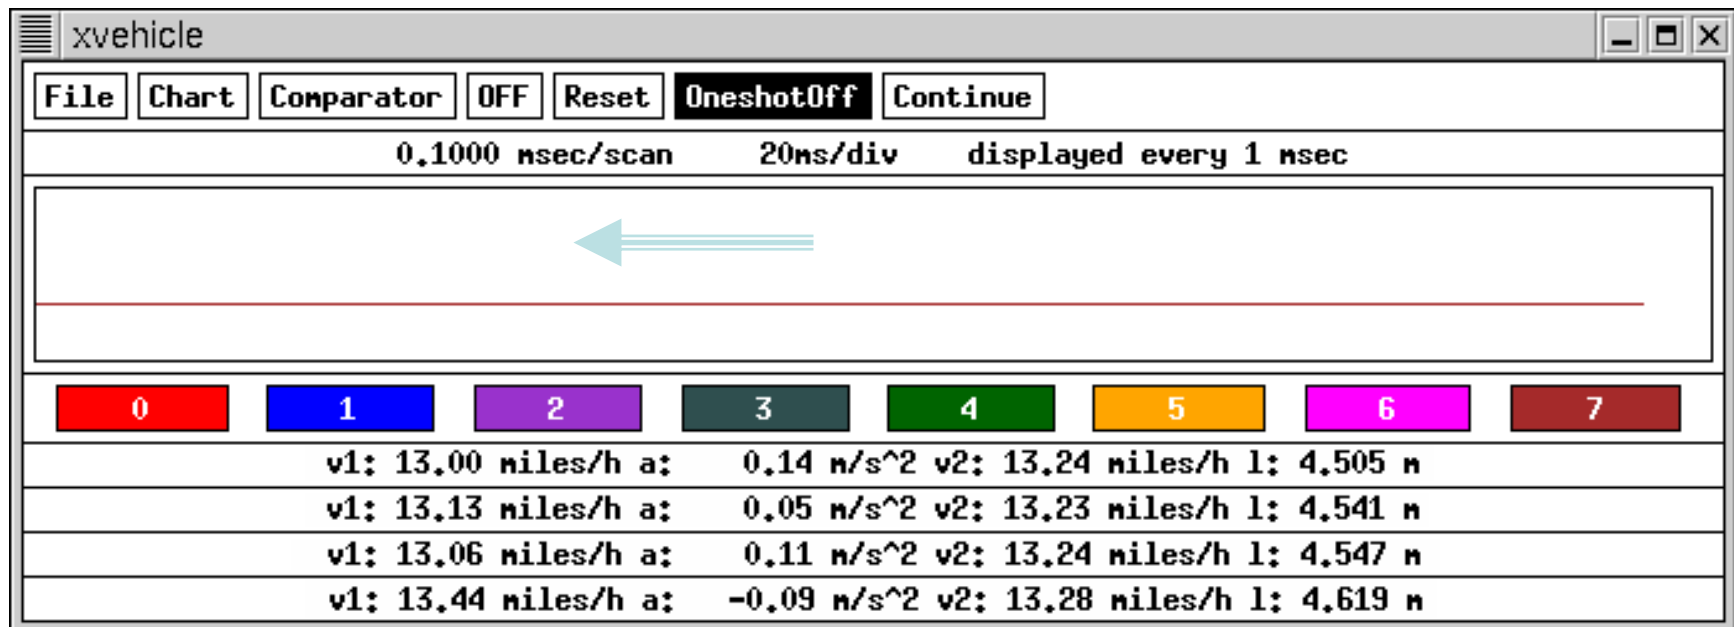 xvehicle
File Chart Comparator OFF Reset OneshotOff Continue
0.1000 msec/scan 20ms/div displayed every 1 msec
0 1 2 3 4 5 6 7
v1: 13.00 miles/h a: 0.14 m/s^2 v2: 13.24 miles/h l: 4.505 m
v1: 13.13 miles/h a: 0.05 m/s^2 v2: 13.23 miles/h l: 4.541 m
v1: 13.06 miles/h a: 0.11 m/s^2 v2: 13.24 miles/h l: 4.547 m
v1: 13.44 miles/h a: -0.09 m/s^2 v2: 13.28 miles/h l: 4.619 m